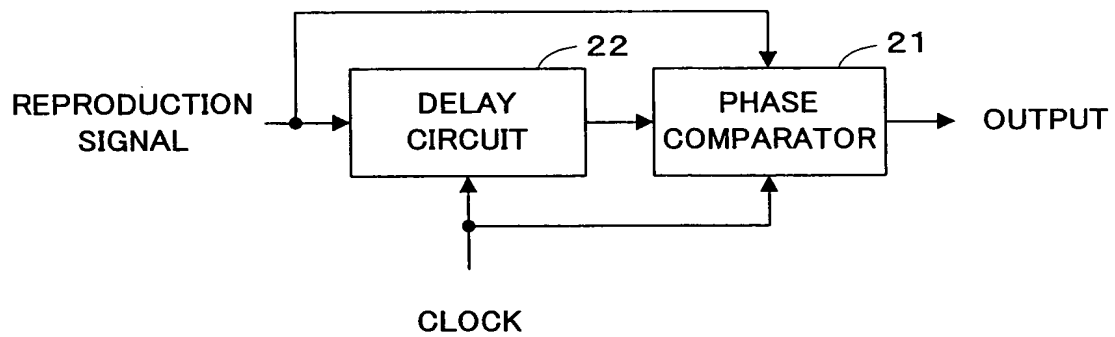 22
21
REPRODUCTION
SIGNAL
DELAY
CIRCUIT
PHASE
COMPARATOR
OUTPUT
CLOCK